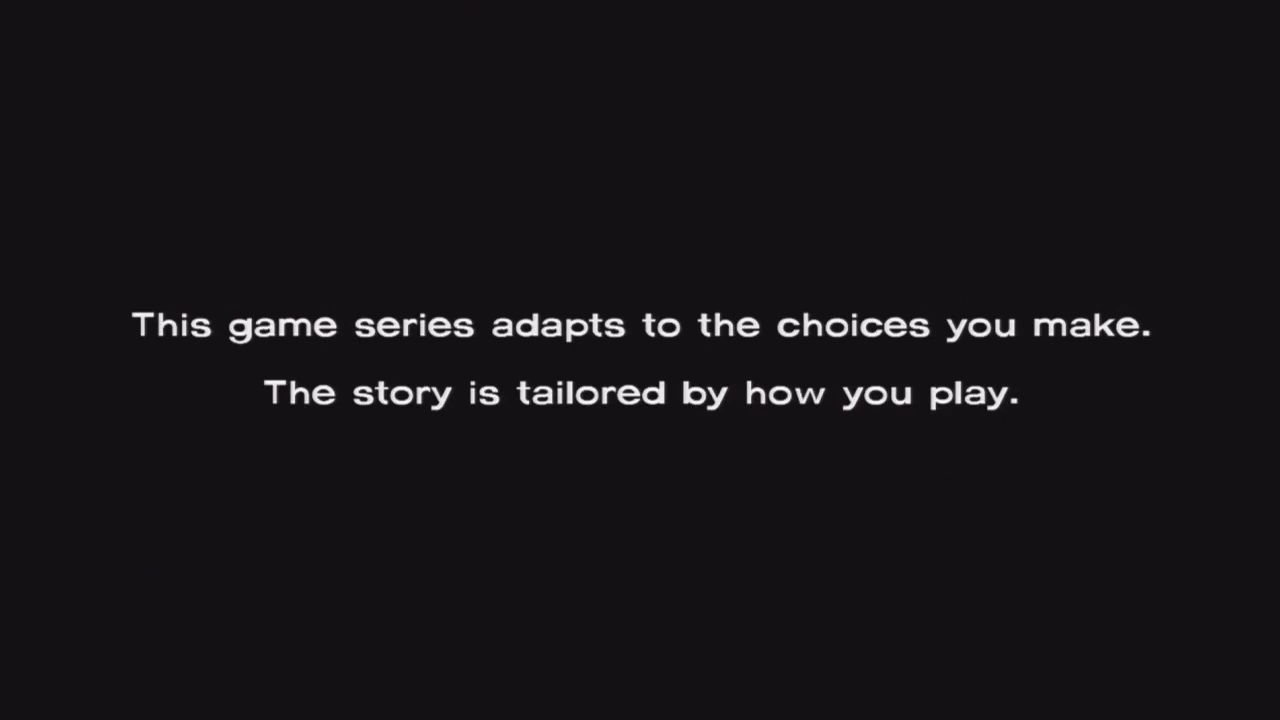 This game series adapts to the choices you make.
The story is tailored by how you play.